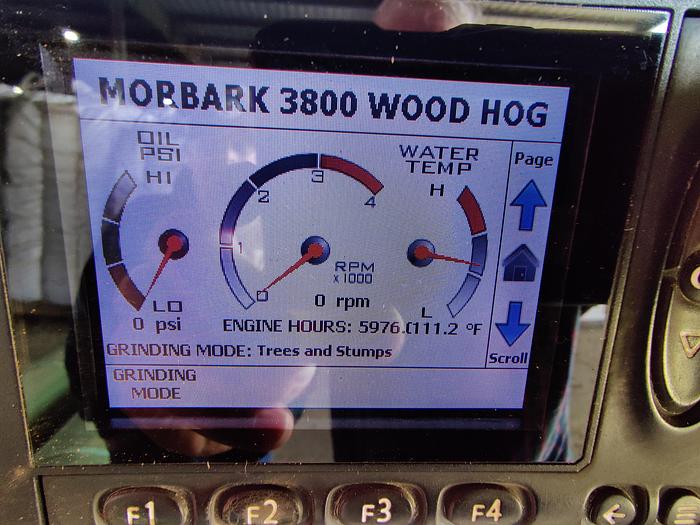 MORBARK 3800 WOOD HOG
OIL
PSI
HI
LO
0 psi
0
1
2
3
4
RPM
x1000
0 rpm
WATER
TEMP
H
L
ENGINE HOURS: 5976.0 111.2 °F
GRINDING MODE: Trees and Stumps
GRINDING
MODE
Page
Scroll
F1
F2
F3
F4